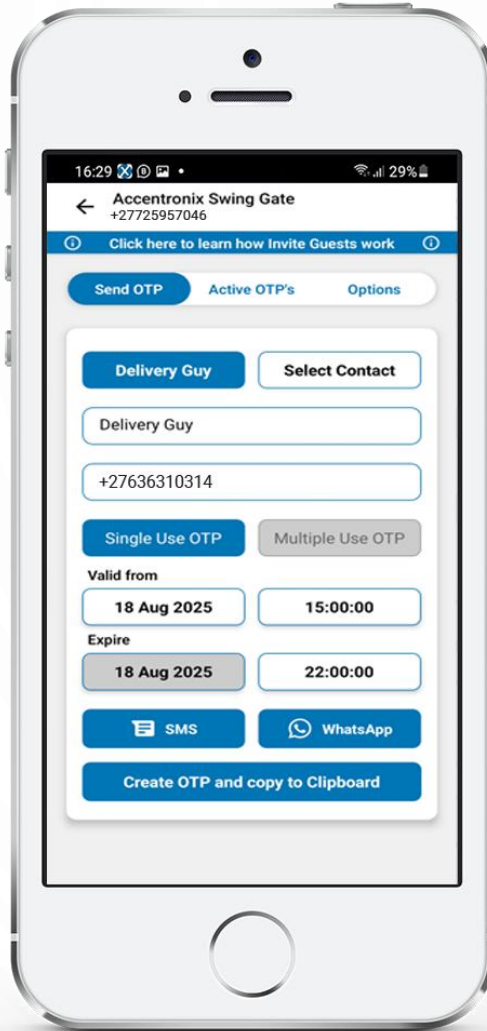 16:29 29%
Accentronix Swing Gate
+27725957046
Click here to learn how Invite Guests work
Send OTP Active OTP's Options
Delivery Guy Select Contact
Delivery Guy
+27636310314
Single Use OTP Multiple Use OTP
Valid from
18 Aug 2025 15:00:00
Expire
18 Aug 2025 22:00:00
SMS WhatsApp
Create OTP and copy to Clipboard